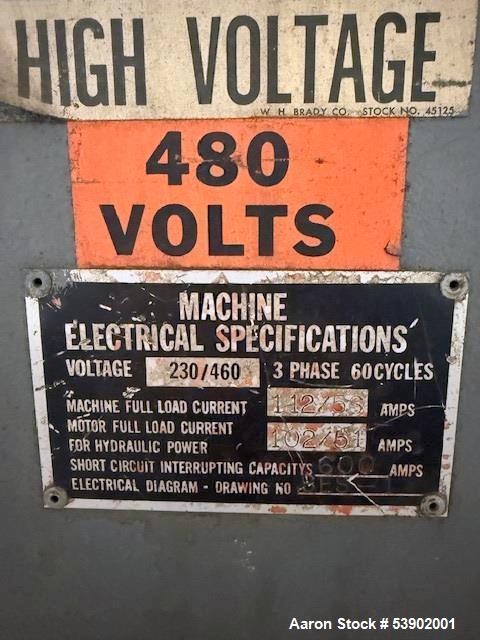 HIGH VOLTAGE
W. H. BRADY CO. STOCK NO. 45125
480
VOLTS
MACHINE
ELECTRICAL SPECIFICATIONS
VOLTAGE 230/460 3 PHASE 60CYCLES
MACHINE FULL LOAD CURRENT 112/56 AMPS
MOTOR FULL LOAD CURRENT
FOR HYDRAULIC POWER 102/51 AMPS
SHORT CIRCUIT INTERRUPTING CAPACITY 600 AMPS
ELECTRICAL DIAGRAM - DRAWING NO
Aaron Stock # 53902001